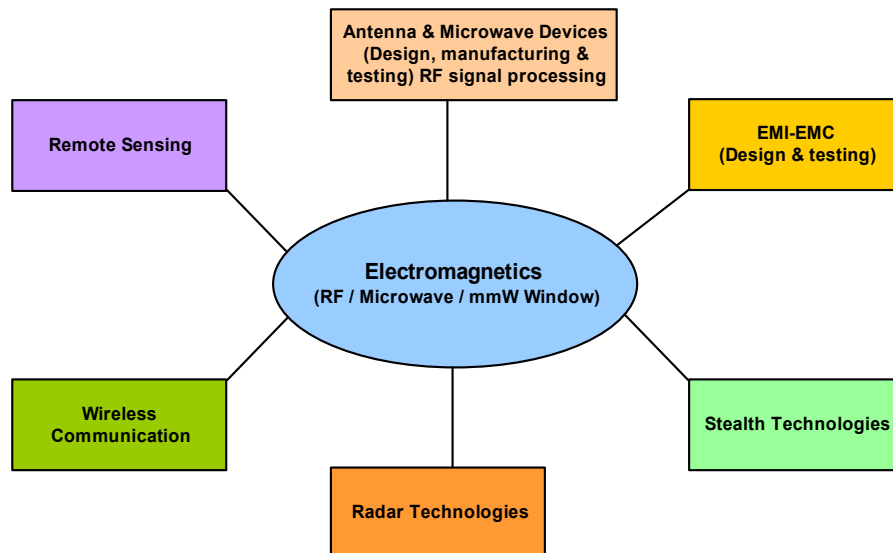 Antenna & Microwave Devices
(Design, manufacturing &
testing) RF signal processing
Remote Sensing
EMI-EMC
(Design & testing)
Electromagnetics
(RF / Microwave / mmW Window)
Wireless
Communication
Stealth Technologies
Radar Technologies